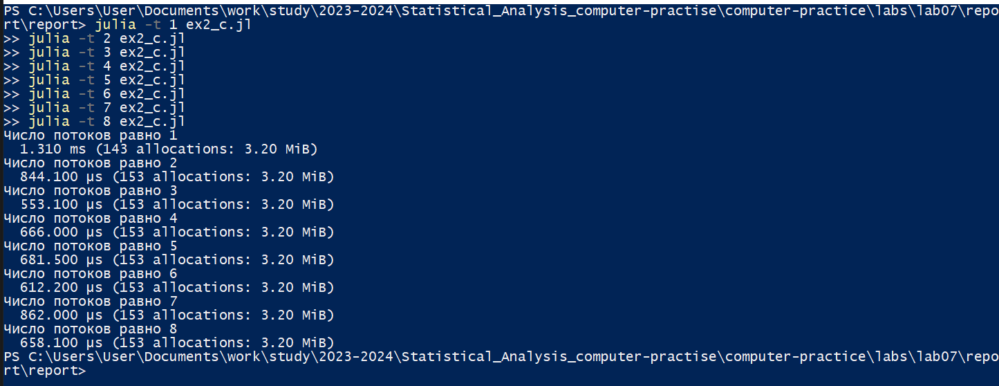 PS C:\Users\User\Documents\work\study\2023-2024\Statistical_Analysis_computer-practise\computer-practice\labs\lab07\repo
rt\report> julia -t 1 ex2_c.jl
>> julia -t 2 ex2_c.jl
>> julia -t 3 ex2_c.jl
>> julia -t 4 ex2_c.jl
>> julia -t 5 ex2_c.jl
>> julia -t 6 ex2_c.jl
>> julia -t 7 ex2_c.jl
>> julia -t 8 ex2_c.jl
Число потоков равно 1
  1.310 ms (143 allocations: 3.20 MiB)
Число потоков равно 2
  844.100 μs (153 allocations: 3.20 MiB)
Число потоков равно 3
  553.100 μs (153 allocations: 3.20 MiB)
Число потоков равно 4
  666.000 μs (153 allocations: 3.20 MiB)
Число потоков равно 5
  681.500 μs (153 allocations: 3.20 MiB)
Число потоков равно 6
  612.200 μs (153 allocations: 3.20 MiB)
Число потоков равно 7
  862.000 μs (153 allocations: 3.20 MiB)
Число потоков равно 8
  658.100 μs (153 allocations: 3.20 MiB)
PS C:\Users\User\Documents\work\study\2023-2024\Statistical_Analysis_computer-practise\computer-practice\labs\lab07\repo
rt\report>